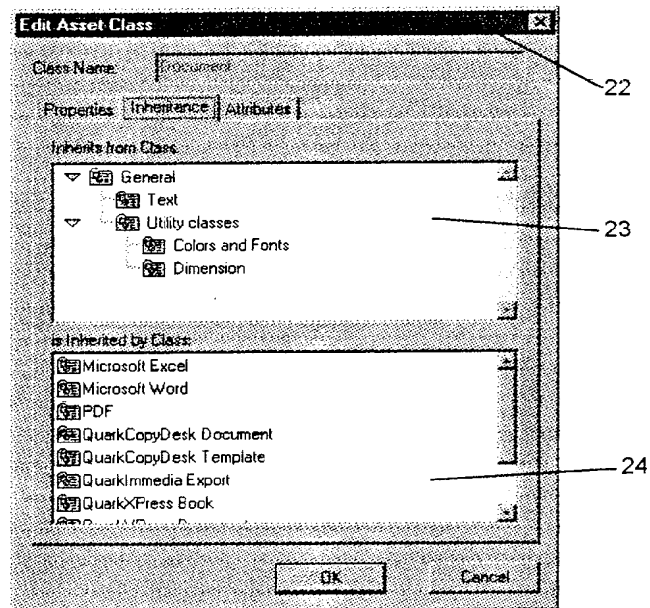 Edit Asset Class
Class Name: Document
22
Properties Inheritance Attributes
Inherits from Class:
General
Text
Utility classes
23
Colors and Fonts
Dimension
is Inherited by Class:
Microsoft Excel
Microsoft Word
PDF
QuarkCopyDesk Document
QuarkCopyDesk Template
24
QuarkImmedia Export
QuarkXPress Book
OK Cancel